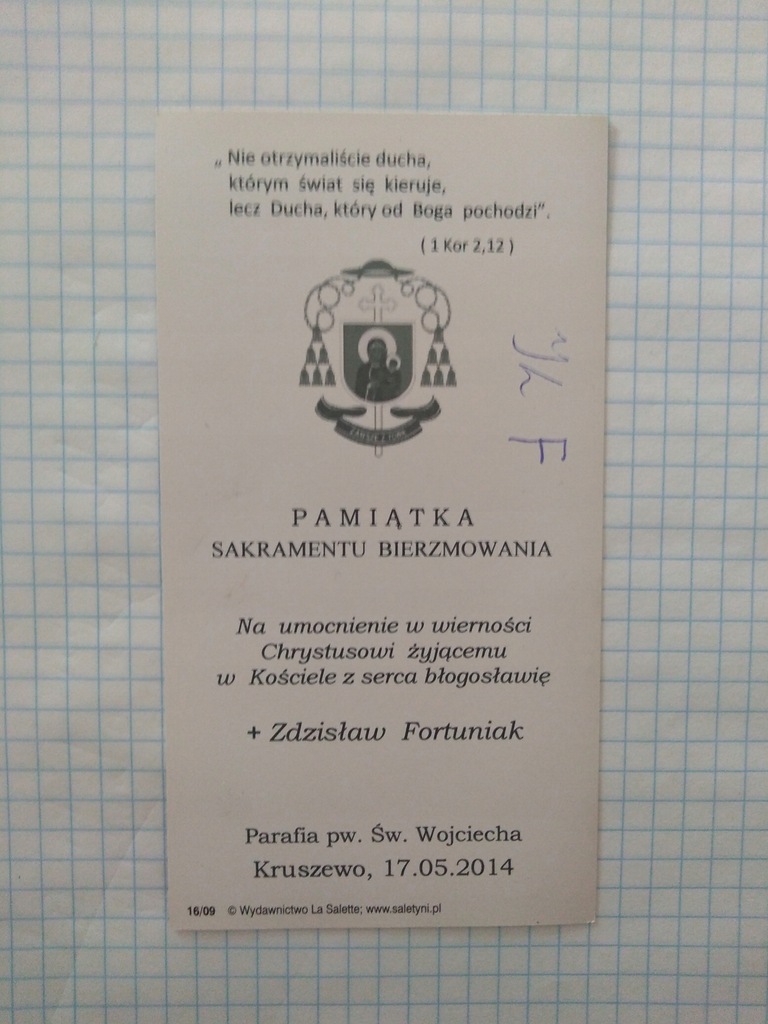 „ Nie otrzymaliście ducha,
którym świat się kieruje,
lecz Ducha, który od Boga pochodzi”.
( 1 Kor 2,12 )
PAMIĄTKA
SAKRAMENTU BIERZMOWANIA
Na umocnienie w wierności
Chrystusowi żyjącemu
w Kościele z serca błogosławię
+ Zdzisław Fortuniak
Parafia pw. Św. Wojciecha
Kruszewo, 17.05.2014
16/09 © Wydawnictwo La Salette; www.saletyni.pl